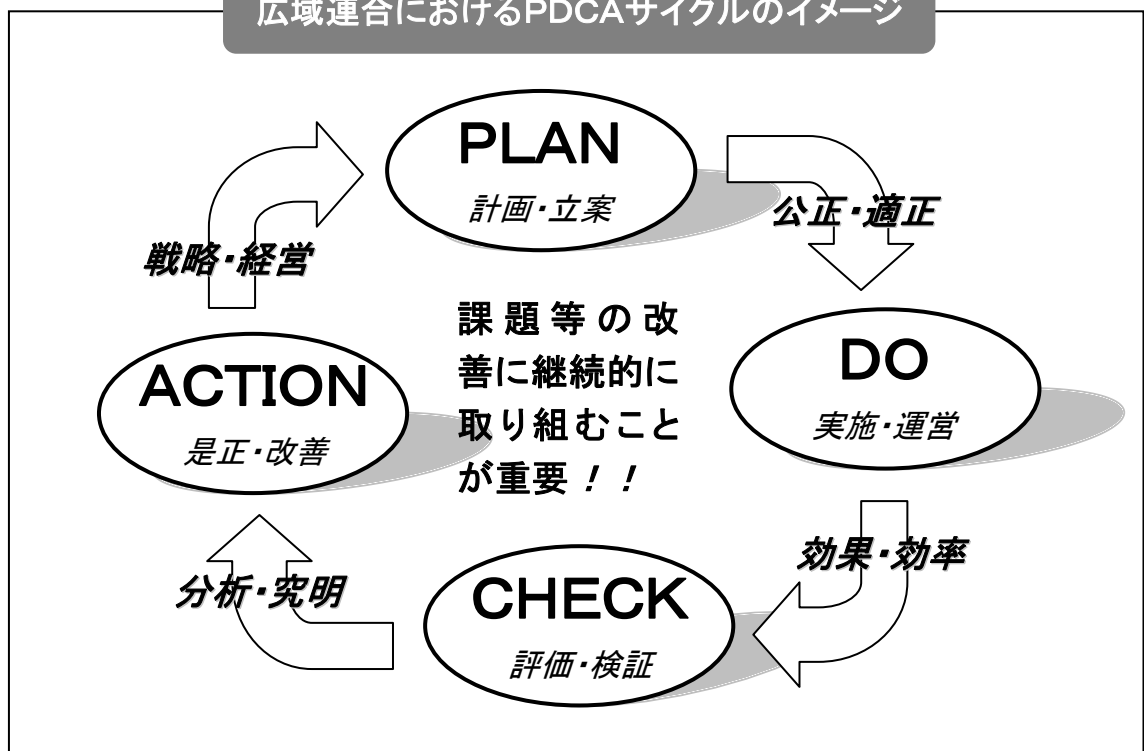 広域連合におけるPDCAサイクルのイメージ
PLAN
計画・立案
公正・適正
戦略・経営
課題等の改
善に継続的に
取り組むこと
が重要！！
DO
実施・運営
ACTION
是正・改善
効果・効率
分析・究明
CHECK
評価・検証